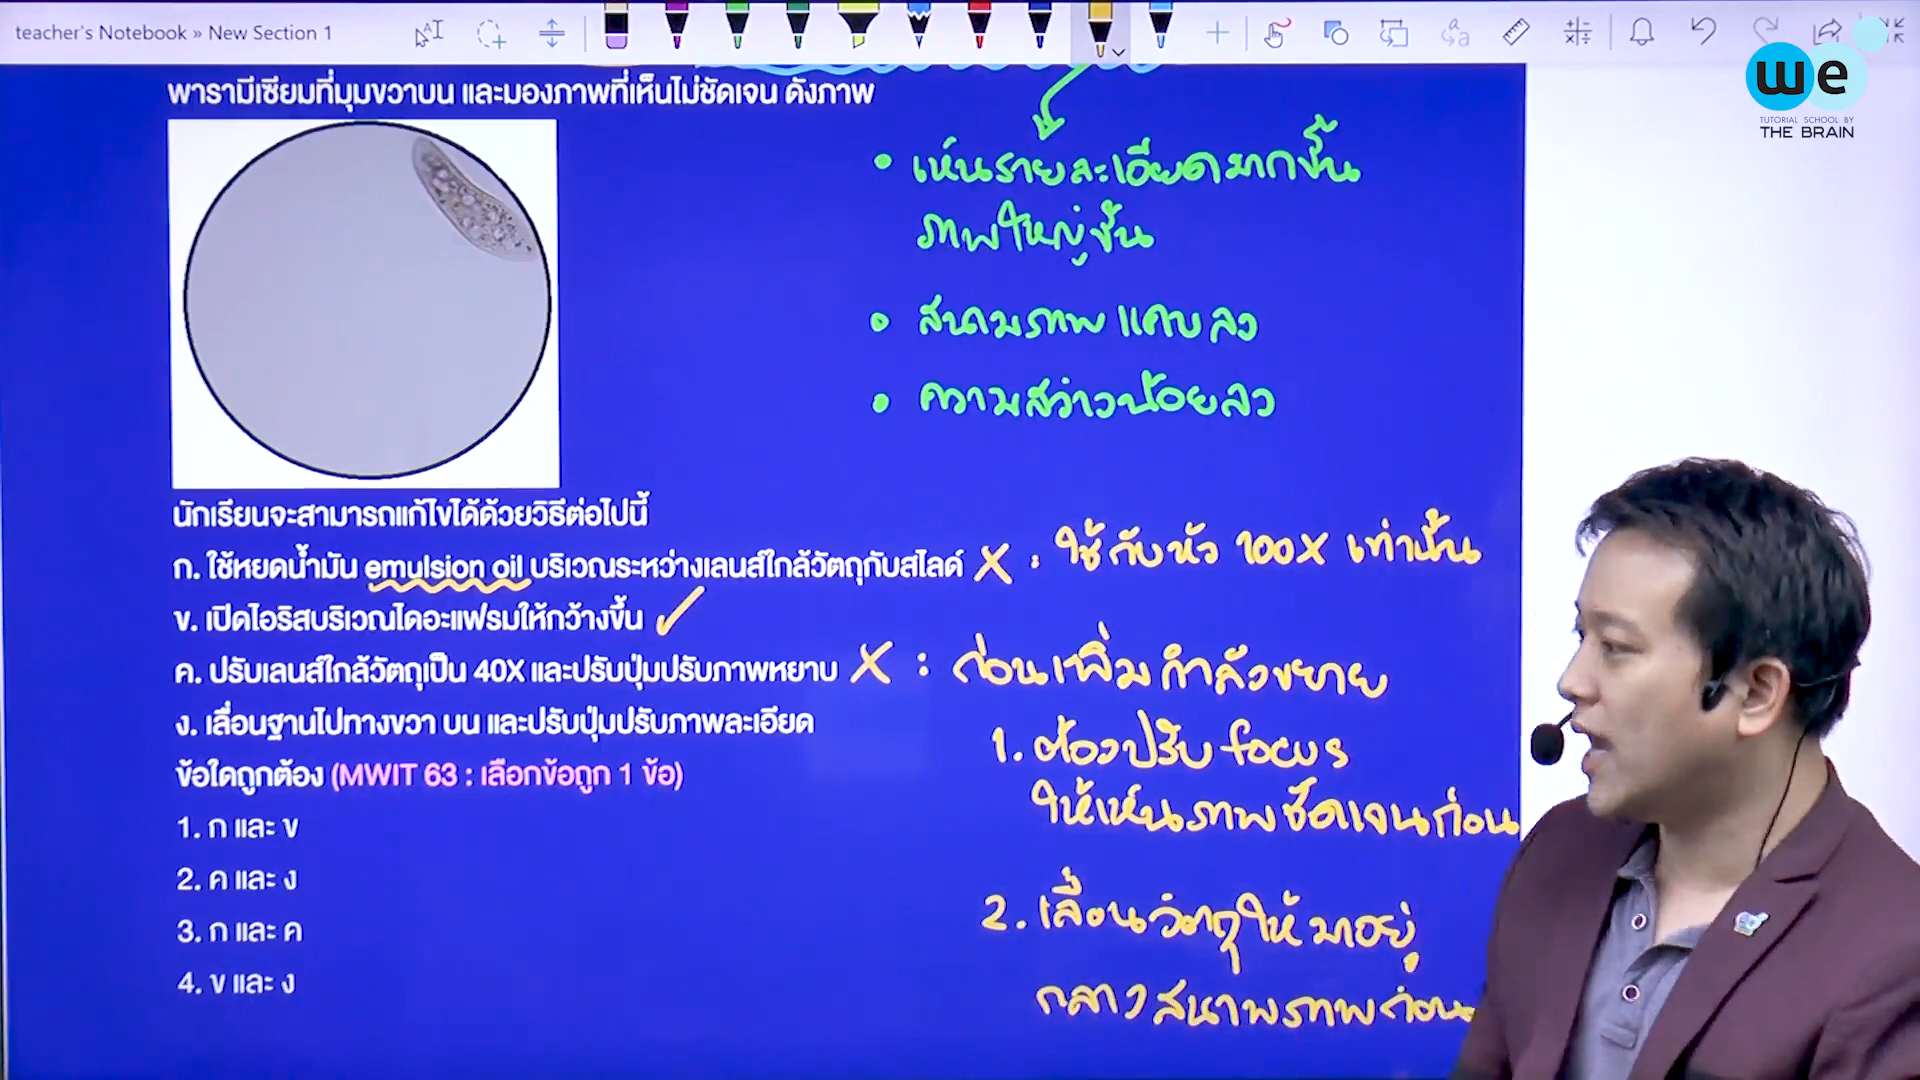 teacher's Notebook » New Section 1
we
TUTORIAL SCHOOL BY
THE BRAIN
พารามีเซียมที่มุมขวาบน และมองภาพที่เห็นไม่ชัดเจน ดังภาพ
• เห็นรายละเอียดมากขึ้น
ภาพใหญ่ขึ้น
• สนามภาพแคบลง
• ความสว่างน้อยลง
นักเรียนจะสามารถแก้ไขได้ด้วยวิธีต่อไปนี้
ก. ใช้หยดน้ำมัน emulsion oil บริเวณระหว่างเลนส์ใกล้วัตถุกับสไลด์ X : ใช้กับหัว 100X เท่านั้น
ข. เปิดไอริสบริเวณไดอะแฟรมให้กว้างขึ้น ✓
ค. ปรับเลนส์ใกล้วัตถุเป็น 40X และปรับปุ่มปรับภาพหยาบ X : ก่อนเพิ่มกำลังขยาย
ง. เลื่อนฐานไปทางขวา บน และปรับปุ่มปรับภาพละเอียด
1. ต้องปรับ focus
ข้อใดถูกต้อง (MWIT 63 : เลือกข้อถูก 1 ข้อ)
ให้เห็นภาพชัดเจนก่อน
1. ก และ ข
2. ค และ ง
3. ก และ ค
4. ข และ ง
2. เลื่อนวัตถุให้มาอยู่
กลางสนามภาพก่อน